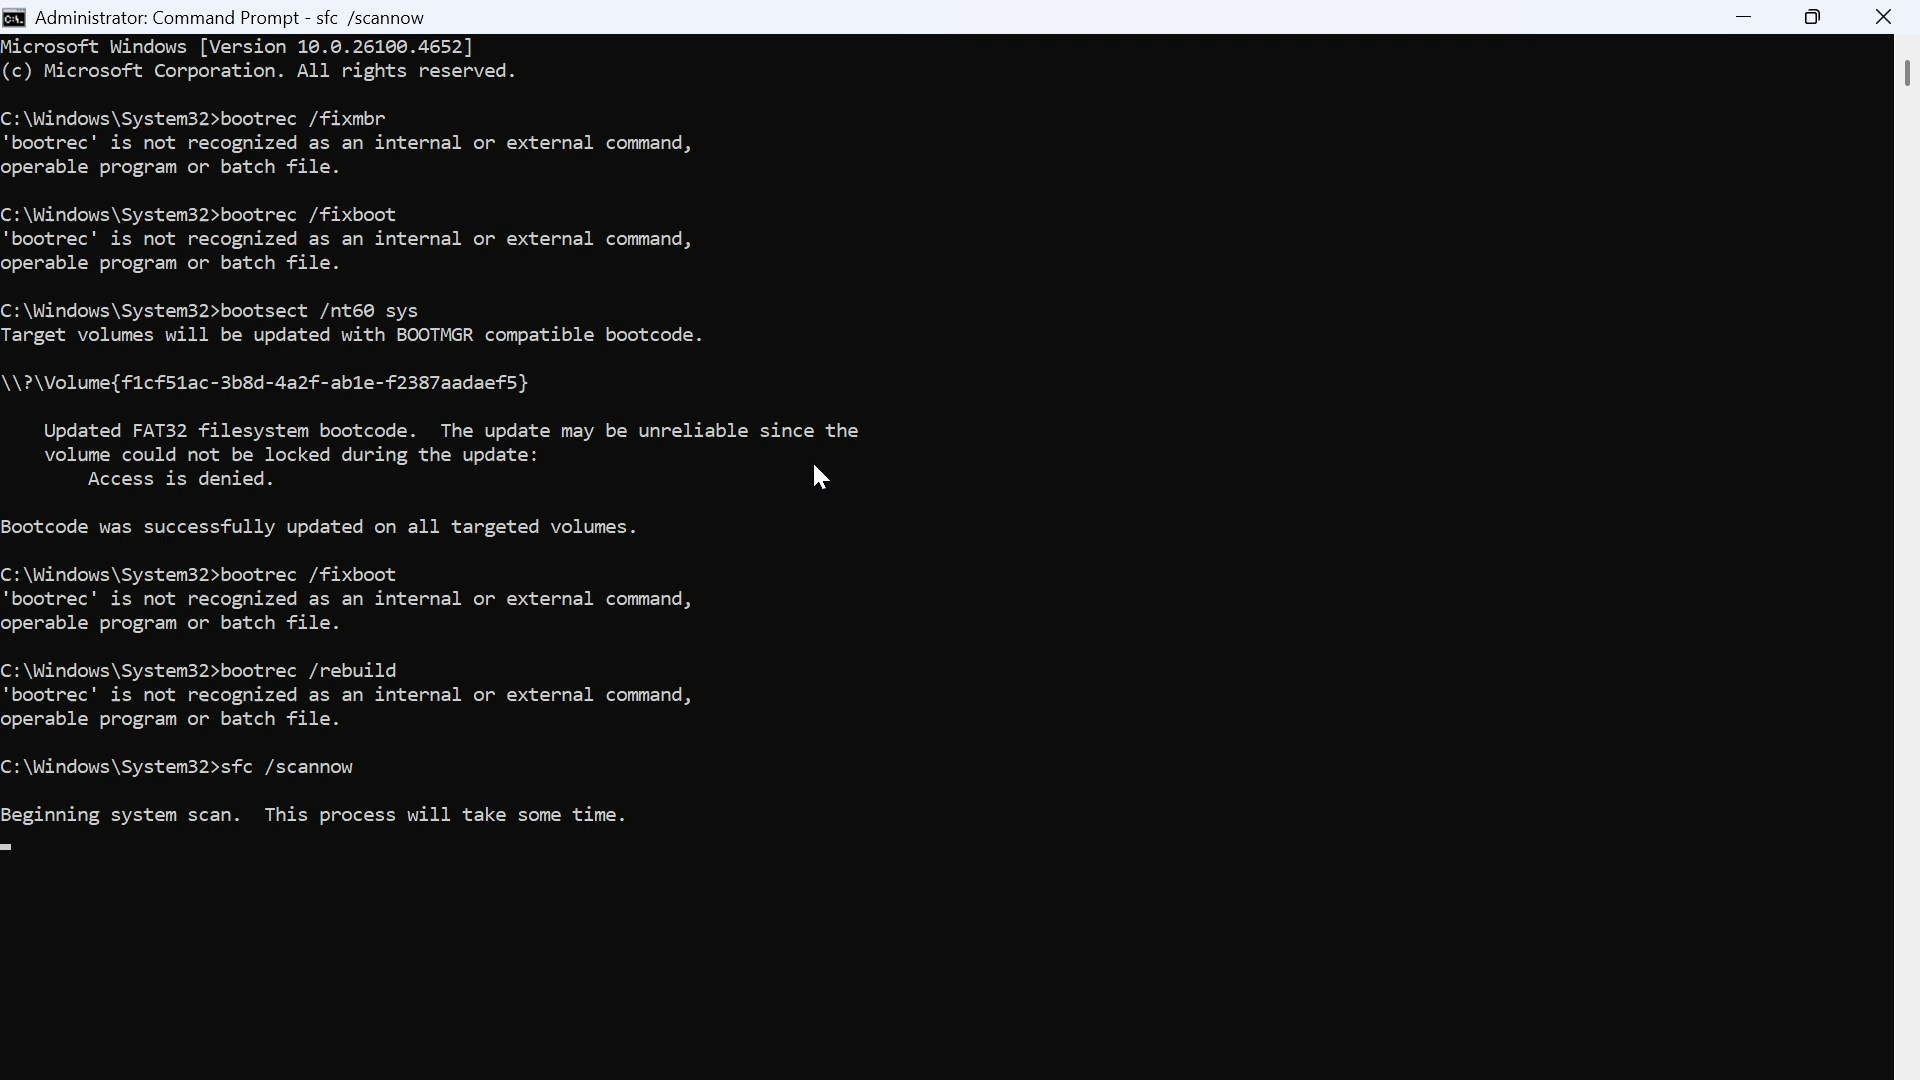 Administrator: Command Prompt - sfc  /scannow
Microsoft Windows [Version 10.0.26100.4652]
(c) Microsoft Corporation. All rights reserved.
C:\Windows\System32>bootrec /fixmbr
'bootrec' is not recognized as an internal or external command,
operable program or batch file.
C:\Windows\System32>bootrec /fixboot
'bootrec' is not recognized as an internal or external command,
operable program or batch file.
C:\Windows\System32>bootsect /nt60 sys
Target volumes will be updated with BOOTMGR compatible bootcode.
\\?\Volume{f1cf51ac-3b8d-4a2f-ab1e-f2387aadaef5}
Updated FAT32 filesystem bootcode.  The update may be unreliable since the
volume could not be locked during the update:
Access is denied.
Bootcode was successfully updated on all targeted volumes.
C:\Windows\System32>bootrec /fixboot
'bootrec' is not recognized as an internal or external command,
operable program or batch file.
C:\Windows\System32>bootrec /rebuild
'bootrec' is not recognized as an internal or external command,
operable program or batch file.
C:\Windows\System32>sfc /scannow
Beginning system scan.  This process will take some time.